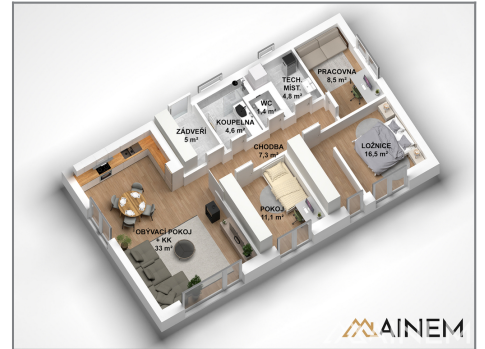 PRACOVNA
8,5 m²
TECH.
MÍST.
4,8 m²
WC
1,4 m²
KOUPELNA
4,6 m²
ZÁDVEŘÍ
5 m²
CHODBA
7,3 m²
LOŽNICE
16,5 m²
POKOJ
11,1 m²
OBÝVACÍ POKOJ
+ KK
33 m²
MAINEM